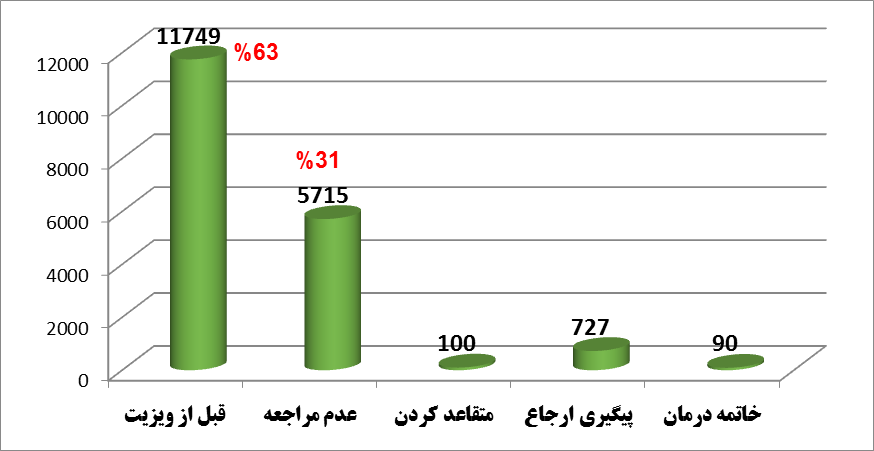 11749
%63
12000
10000
%31
8000
5715
6000
4000
727
2000
100
90
0
قبل از ویزیت
عدم مراجعه
متقاعد کردن
پیگیری ارجاع
خاتمه درمان